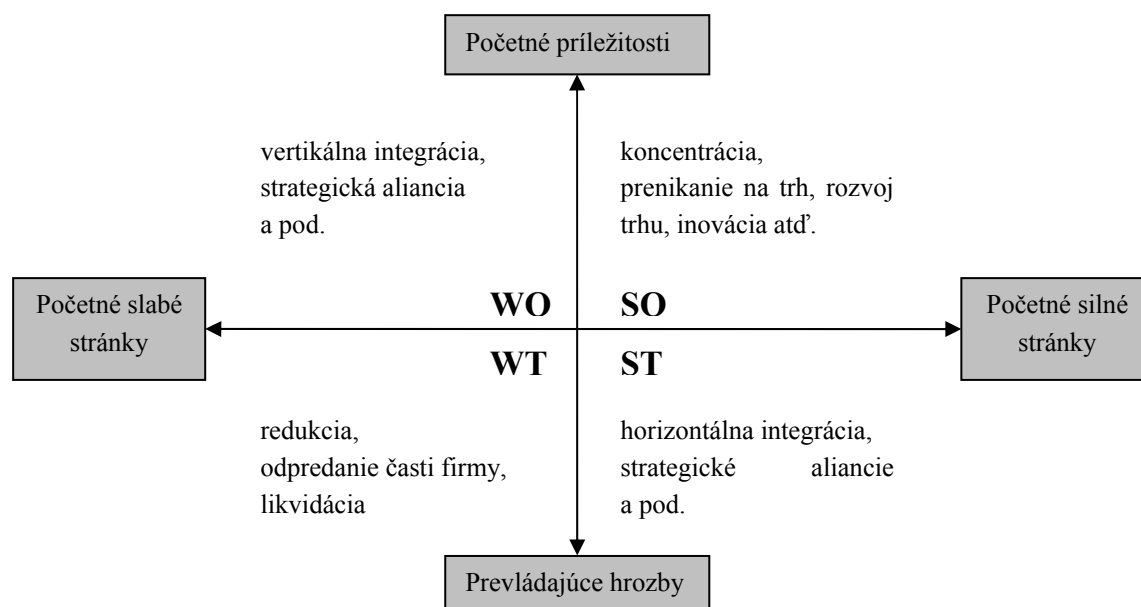 Početné príležitosti
vertikálna integrácia,
strategická aliancia
a pod.
koncentrácia,
prenikanie na trh, rozvoj
trhu, inovácia atď.
Početné slabé
stránky
WO
SO
Početné silné
stránky
WT
ST
redukcia,
odpredanie časti firmy,
likvidácia
horizontálna integrácia,
strategické aliancie
a pod.
Prevládajúce hrozby